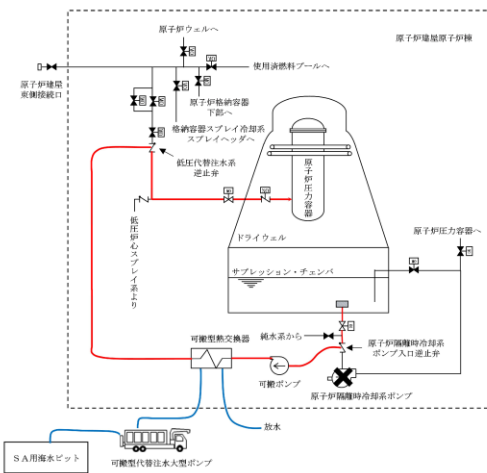 原子炉ウェルへ
原子炉建屋原子炉棟
使用済燃料プールへ
原子炉建屋
東側接続口
原子炉格納容器
下部へ
格納容器スプレイ冷却系
スプレイヘッダへ
低圧代替注水系
逆止弁
原子炉圧力容器
低圧炉心スプレイ系より
原子炉圧力容器へ
ドライウェル
サプレッション・チェンバ
純水系から
可搬型熱交換器
原子炉隔離時冷却系
ポンプ入口逆止弁
可搬ポンプ
原子炉隔離時冷却系ポンプ
放水
SA用海水ピット
可搬型代替注水大型ポンプ